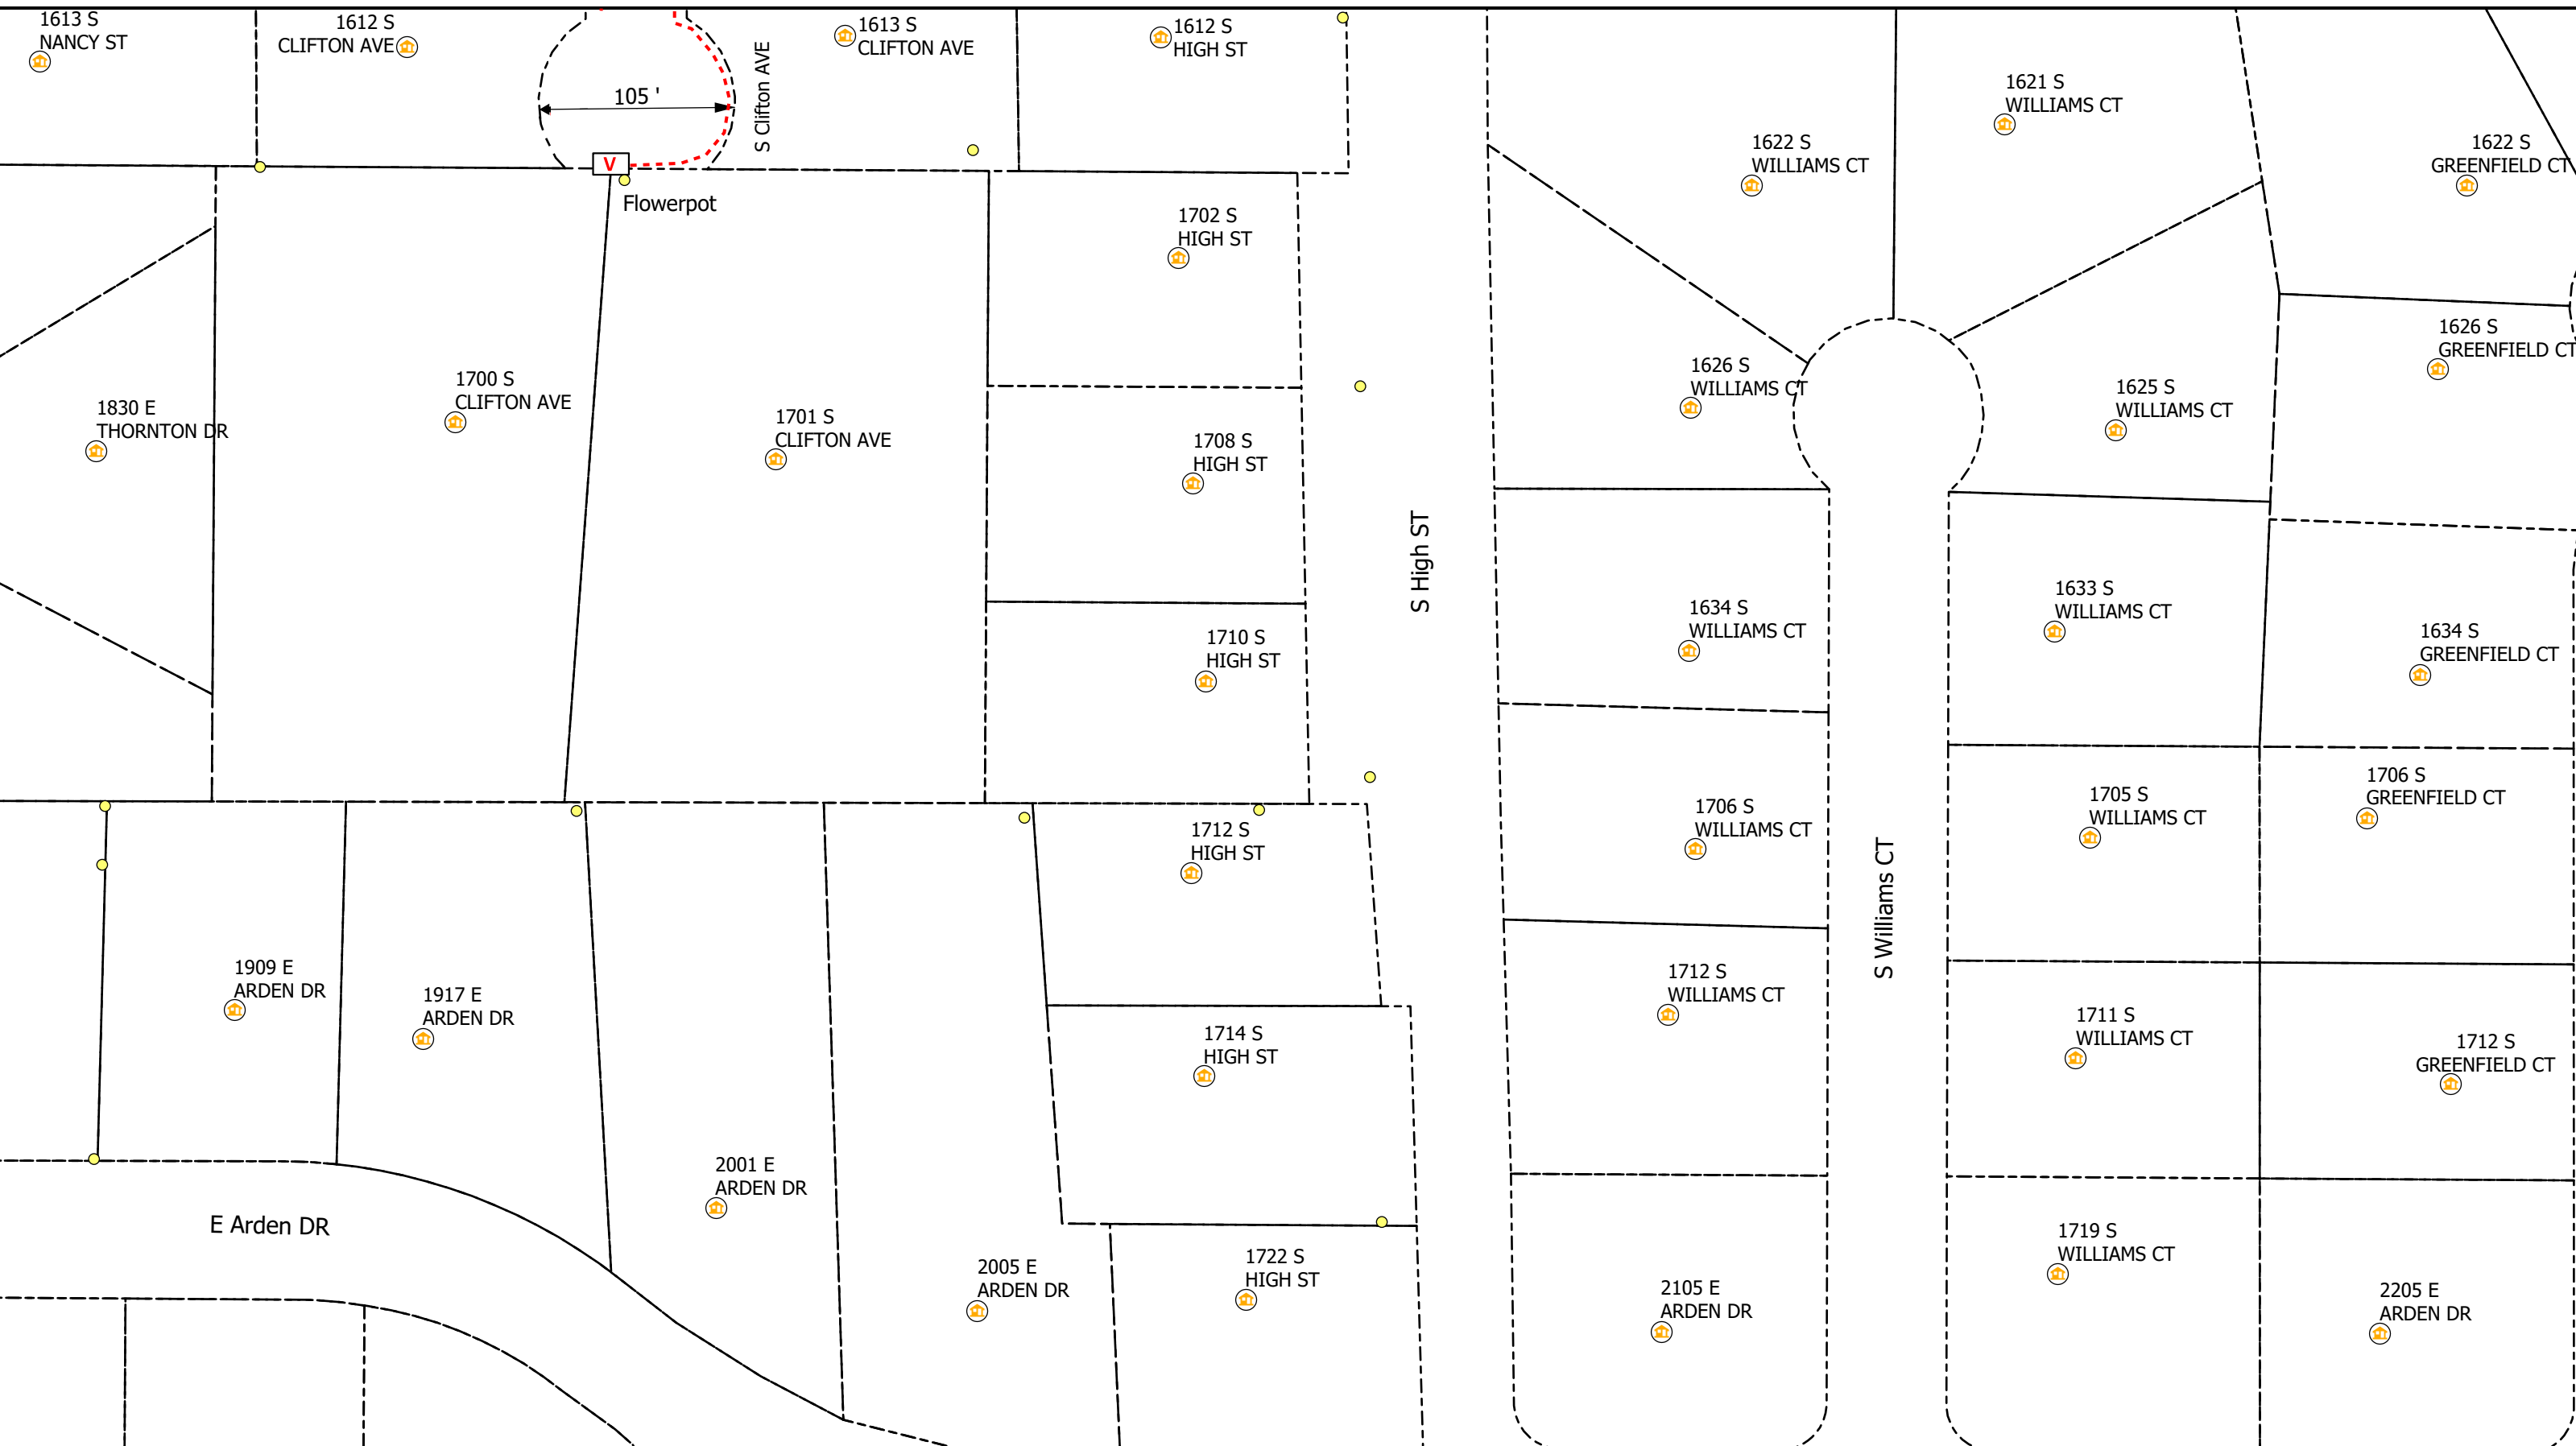 1613 S
NANCY ST
1612 S
CLIFTON AVE
105 '
S Clifton AVE
1613 S
CLIFTON AVE
1612 S
HIGH ST
1621 S
WILLIAMS CT
1622 S
WILLIAMS CT
1622 S
GREENFIELD CT
V
Flowerpot
1702 S
HIGH ST
1626 S
GREENFIELD CT
1626 S
WILLIAMS CT
1625 S
WILLIAMS CT
1700 S
CLIFTON AVE
1830 E
THORNTON DR
1701 S
CLIFTON AVE
1708 S
HIGH ST
S High ST
1633 S
WILLIAMS CT
1634 S
WILLIAMS CT
1634 S
GREENFIELD CT
1710 S
HIGH ST
1706 S
GREENFIELD CT
1705 S
WILLIAMS CT
1706 S
WILLIAMS CT
1712 S
HIGH ST
S Williams CT
1909 E
ARDEN DR
1917 E
ARDEN DR
1712 S
WILLIAMS CT
1711 S
WILLIAMS CT
1714 S
HIGH ST
1712 S
GREENFIELD CT
2001 E
ARDEN DR
E Arden DR
1719 S
WILLIAMS CT
1722 S
HIGH ST
2005 E
ARDEN DR
2105 E
ARDEN DR
2205 E
ARDEN DR